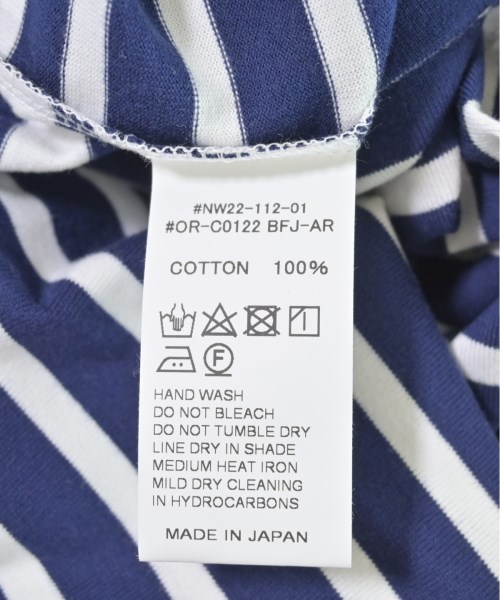 #NW22-112-01
#OR-C0122 BFJ-AR
COTTON 100%
F
HAND WASH
DO NOT BLEACH
DO NOT TUMBLE DRY
LINE DRY IN SHADE
MEDIUM HEAT IRON
MILD DRY CLEANING
IN HYDROCARBONS
MADE IN JAPAN